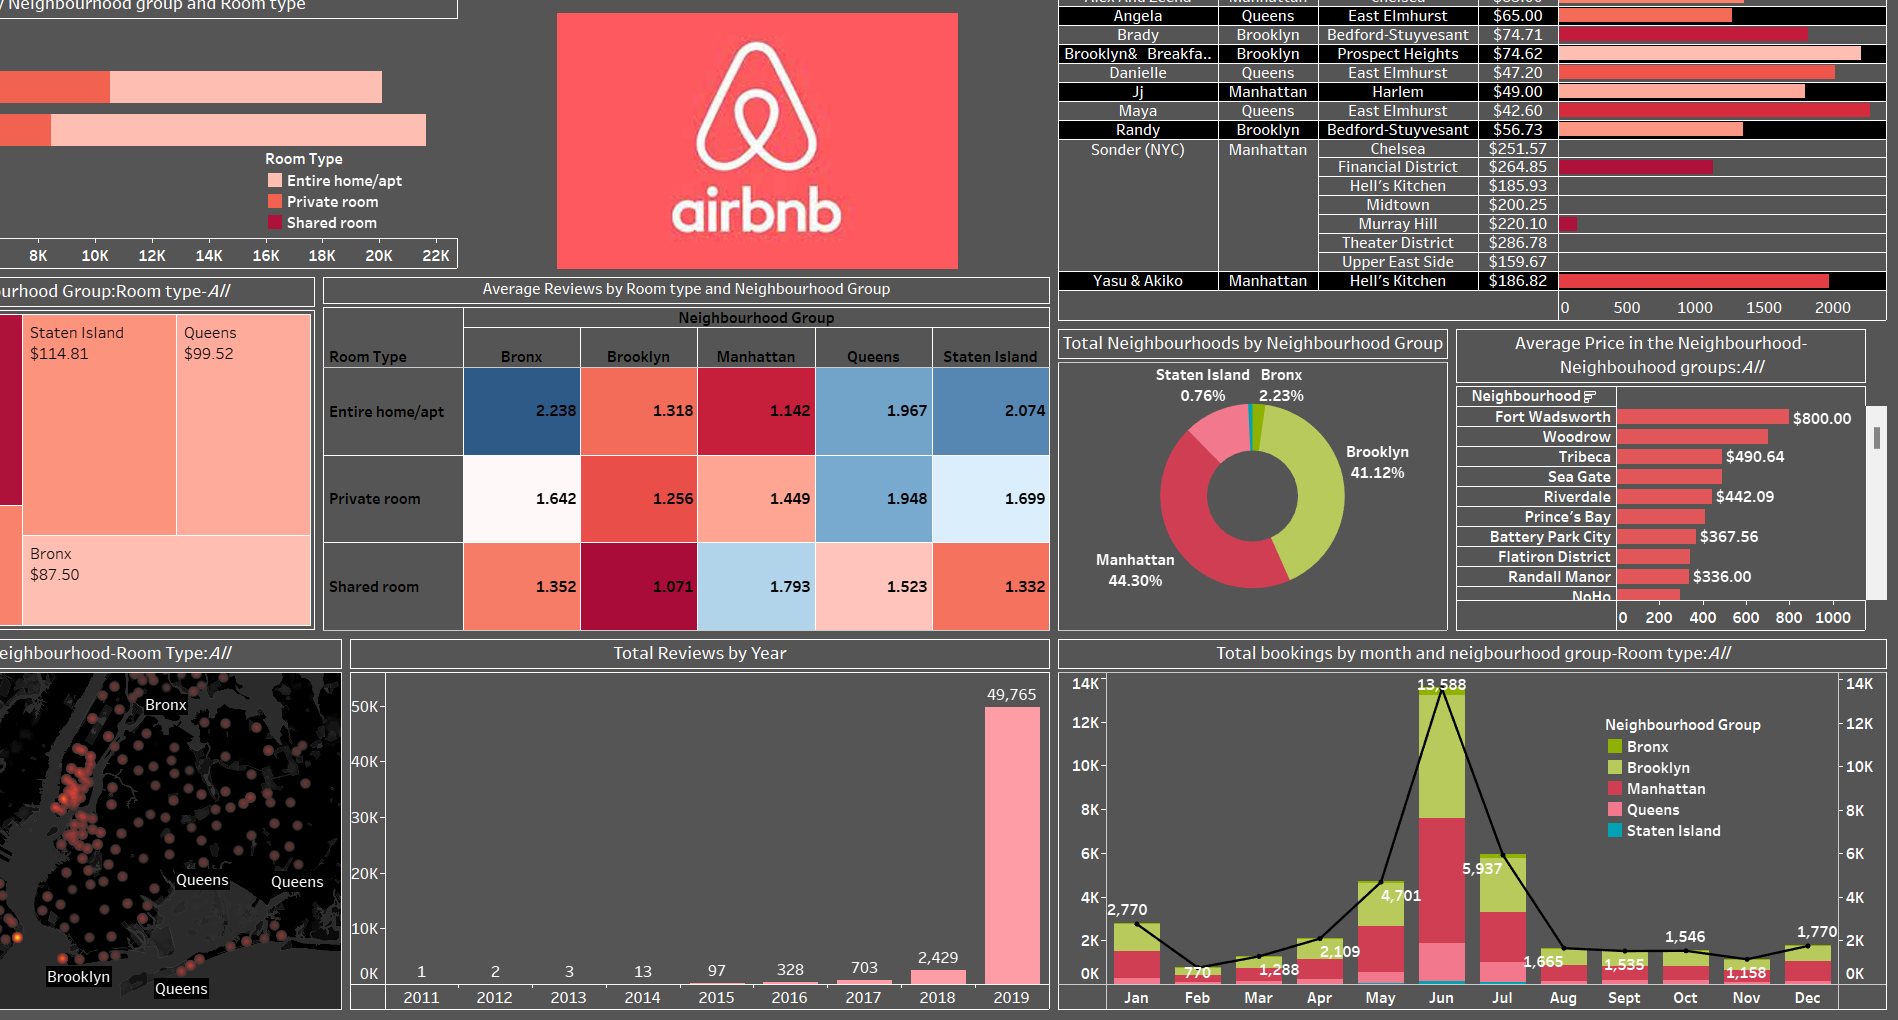 / Neighbourhood group and Room type
Room Type
Entire home/apt
Private room
Shared room
8K 10K 12K 14K 16K 18K 20K 22K
airbnb
Angela Queens East Elmhurst $65.00
Brady Brooklyn Bedford-Stuyvesant $74.71
Brooklyn& Breakfa.. Brooklyn Prospect Heights $74.62
Danielle Queens East Elmhurst $47.20
Jj Manhattan Harlem $49.00
Maya Queens East Elmhurst $42.60
Randy Brooklyn Bedford-Stuyvesant $56.73
Sonder (NYC) Manhattan Chelsea $251.57
Financial District $264.85
Hell's Kitchen $185.93
Midtown $200.25
Murray Hill $220.10
Theater District $286.78
Upper East Side $159.67
Yasu & Akiko Manhattan Hell's Kitchen $186.82
0 500 1000 1500 2000
urhood Group:Room type-All
Staten Island
$114.81
Queens
$99.52
Bronx
$87.50
Average Reviews by Room type and Neighbourhood Group
Neighbourhood Group
Room Type Bronx Brooklyn Manhattan Queens Staten Island
Entire home/apt 2.238 1.318 1.142 1.967 2.074
Private room 1.642 1.256 1.449 1.948 1.699
Shared room 1.352 1.071 1.793 1.523 1.332
Total Neighbourhoods by Neighbourhood Group
Staten Island
0.76%
Bronx
2.23%
Brooklyn
41.12%
Manhattan
44.30%
Average Price in the Neighbourhood-
Neighbouhood groups:All
Neighbourhood
Fort Wadsworth $800.00
Woodrow
Tribeca $490.64
Sea Gate
Riverdale $442.09
Prince's Bay
Battery Park City $367.56
Flatiron District
Randall Manor $336.00
NoHo
0 200 400 600 800 1000
eighbourhood-Room Type:All
Bronx
Queens
Queens
Brooklyn
Queens
Total Reviews by Year
50K
40K
30K
20K
10K
0K
1 2 3 13 97 328 703 2,429 49,765
2011 2012 2013 2014 2015 2016 2017 2018 2019
Total bookings by month and neigbourhood group-Room type:All
14K
12K
10K
8K
6K
4K
2K
0K
2,770 770 1,288 2,109 4,701 13,588 5,937 1,665 1,535 1,546 1,158 1,770
Neighbourhood Group
Bronx
Brooklyn
Manhattan
Queens
Staten Island
14K
12K
10K
8K
6K
4K
2K
0K
Jan Feb Mar Apr May Jun Jul Aug Sept Oct Nov Dec